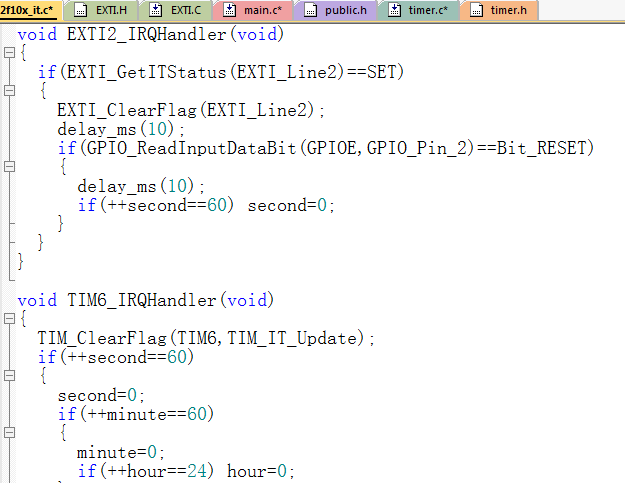 2f10x_it.c* EXTI.H EXTI.C main.c* public.h timer.c* timer.h
void EXTI2_IRQHandler(void)
{
if(EXTI_GetITStatus(EXTI_Line2)==SET)
{
EXTI_ClearFlag(EXTI_Line2);
delay_ms(10);
if(GPIO_ReadInputDataBit(GPIOE,GPIO_Pin_2)==Bit_RESET)
{
delay_ms(10);
if(++second==60) second=0;
}
}
}
void TIM6_IRQHandler(void)
{
TIM_ClearFlag(TIM6,TIM_IT_Update);
if(++second==60)
{
second=0;
if(++minute==60)
{
minute=0;
if(++hour==24) hour=0;